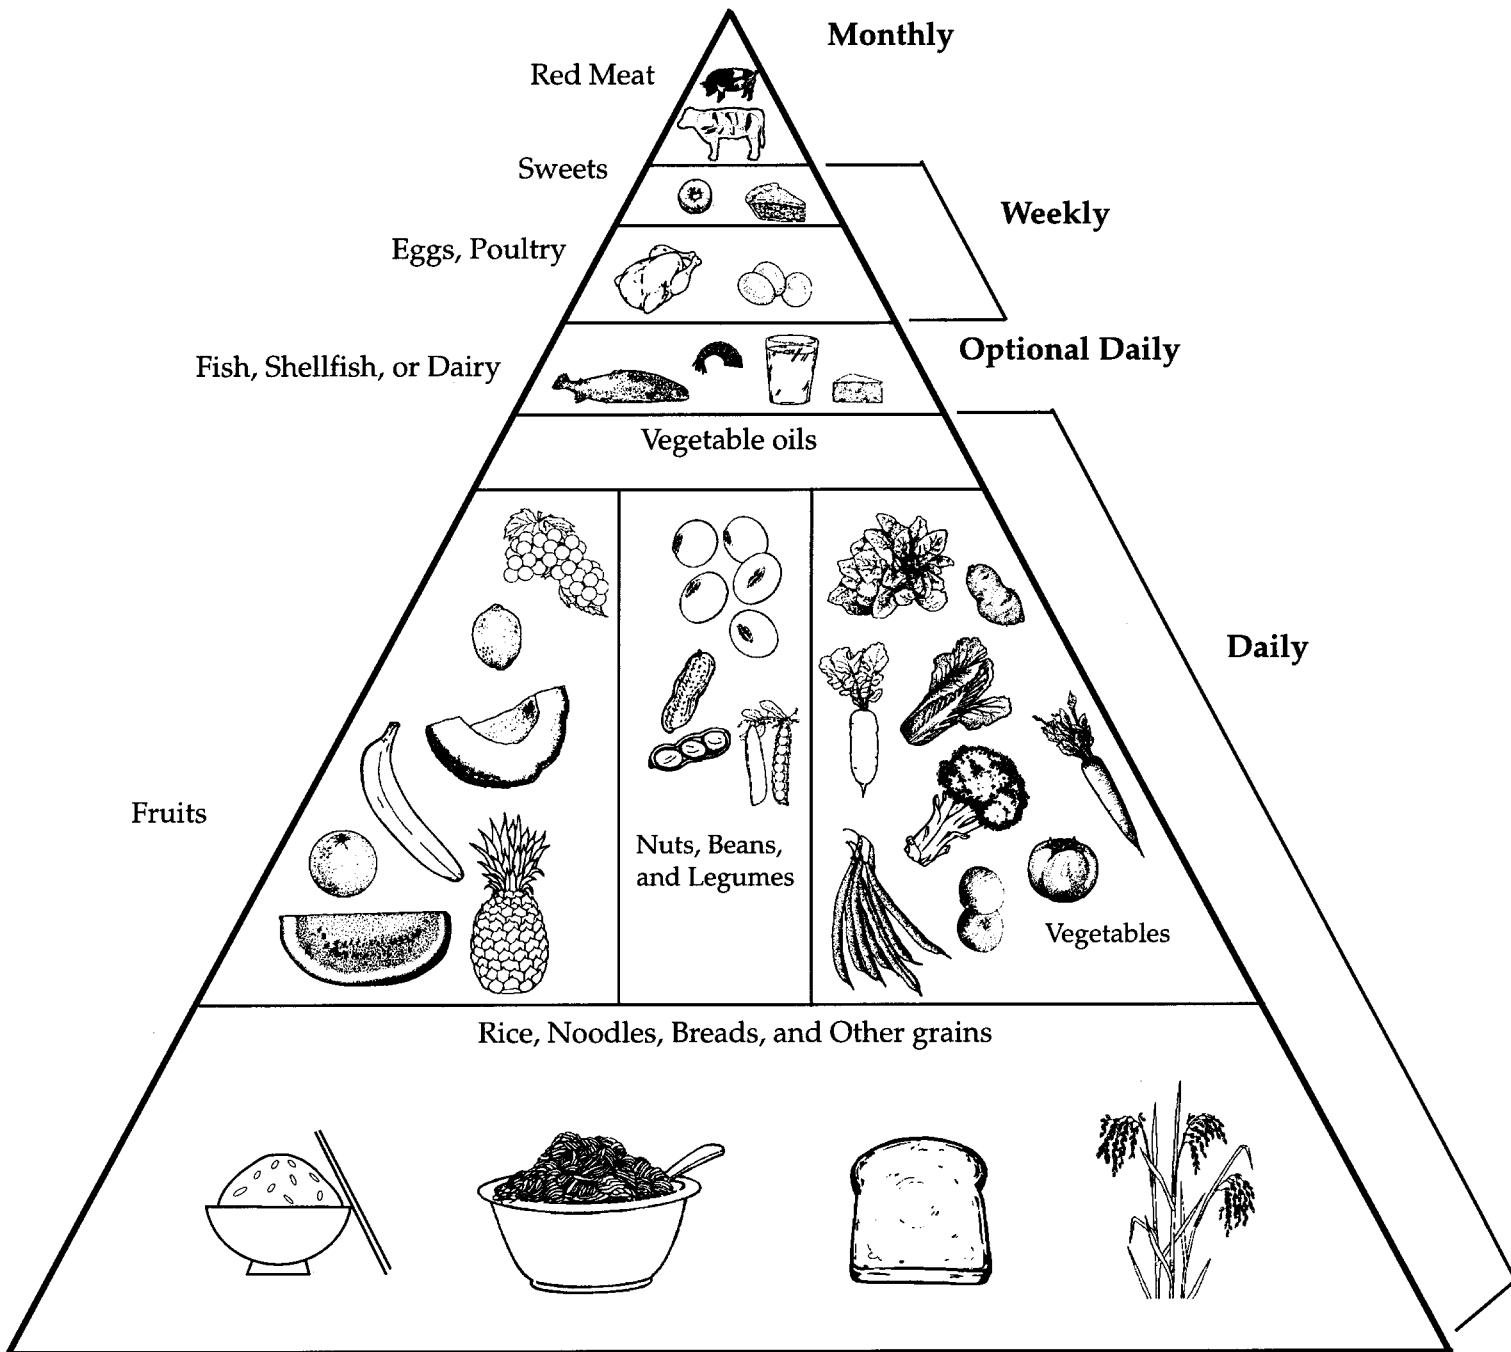 Monthly
Red Meat
Sweets
Weekly
Eggs, Poultry
Optional Daily
Fish, Shellfish, or Dairy
Vegetable oils
Daily
Fruits
Nuts, Beans,
and Legumes
Vegetables
Rice, Noodles, Breads, and Other grains